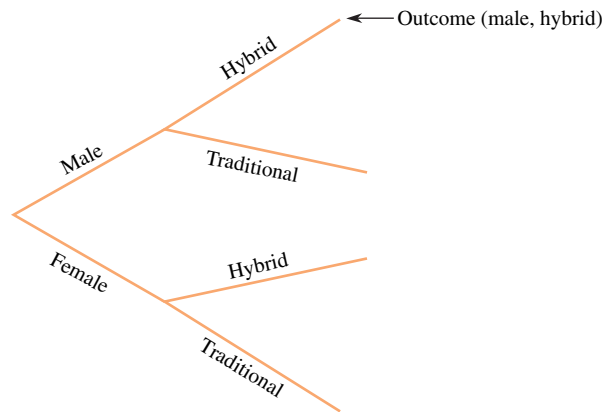 Outcome (male, hybrid)
Hybrid
Male
Traditional
Female
Hybrid
Traditional